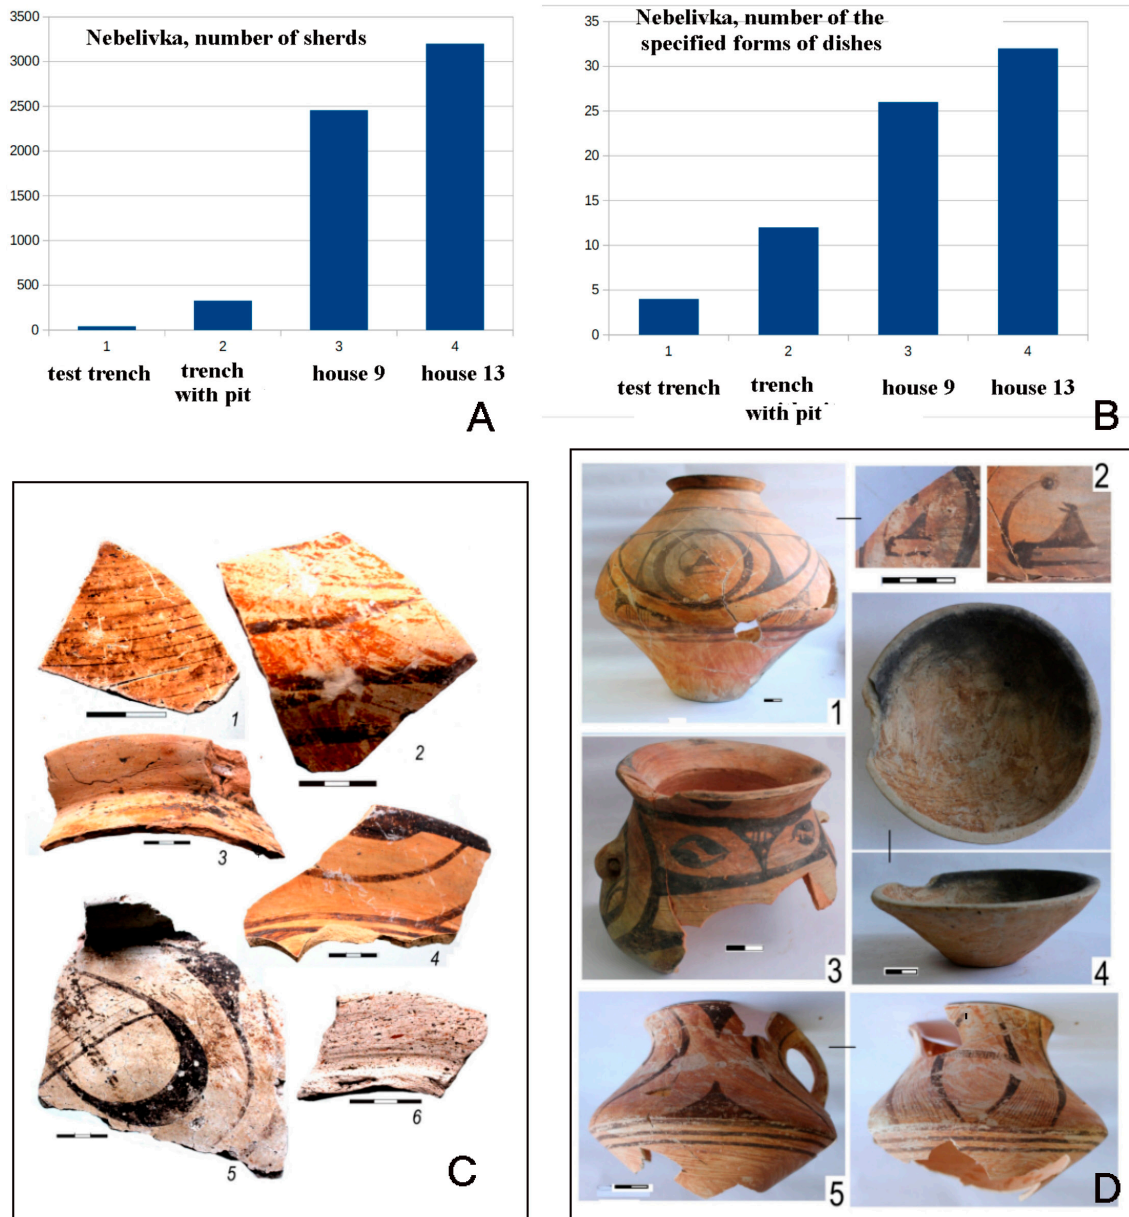 Nebelivka, number of sherds
3500
3000
2500
2000
1500
1000
500
0
1
2
3
4
test trench
trench
with pit
house 9
house 13
A
Nebelivka, number of the
specified forms of dishes
35
30
25
20
15
10
5
0
1
2
3
4
test trench
trench
with pit
house 9
house 13
B
1
2
3
4
5
6
C
1
2
3
4
5
D